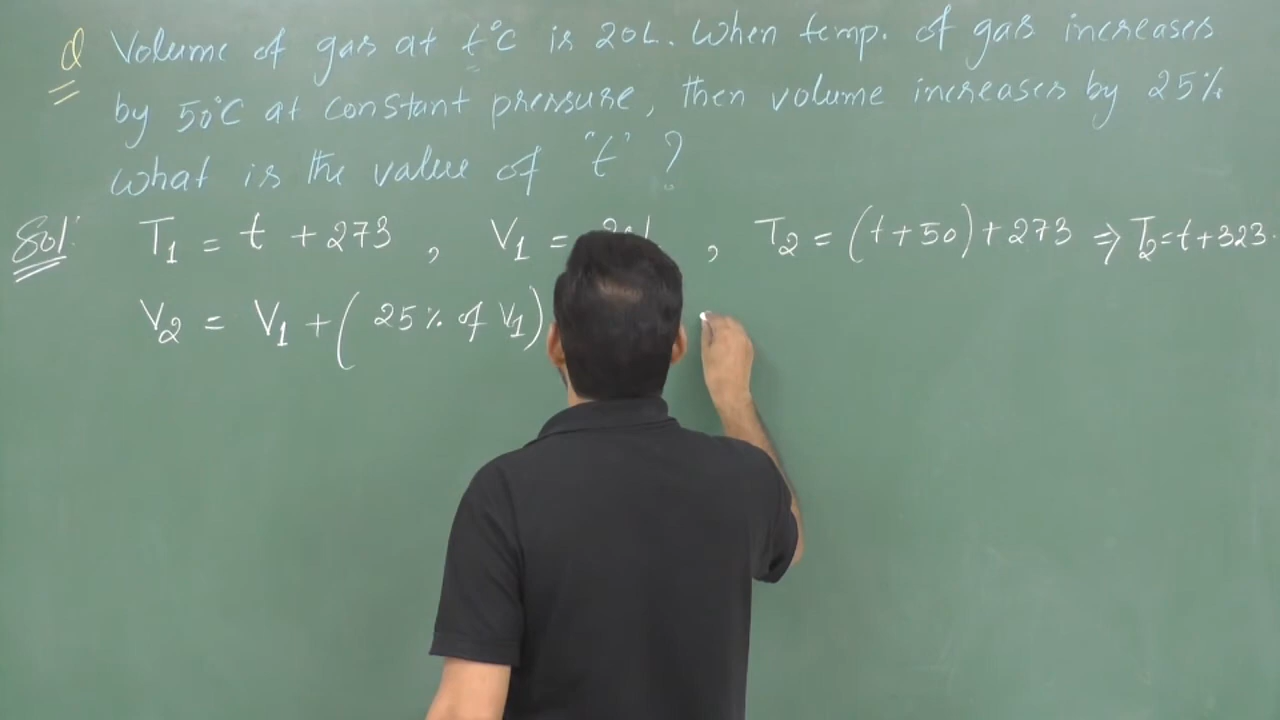 Q Volume of gas at t°C is 20L. When temp. of gas increases
by 50°C at constant pressure, then volume increases by 25%
what is the value of "t" ?
Sol: T₁ = t + 273 , V₁ = 20L , T₂ = (t+50)+273 ⇒ T₂=t+323.
V₂ = V₁ + ( 25% of V₁)